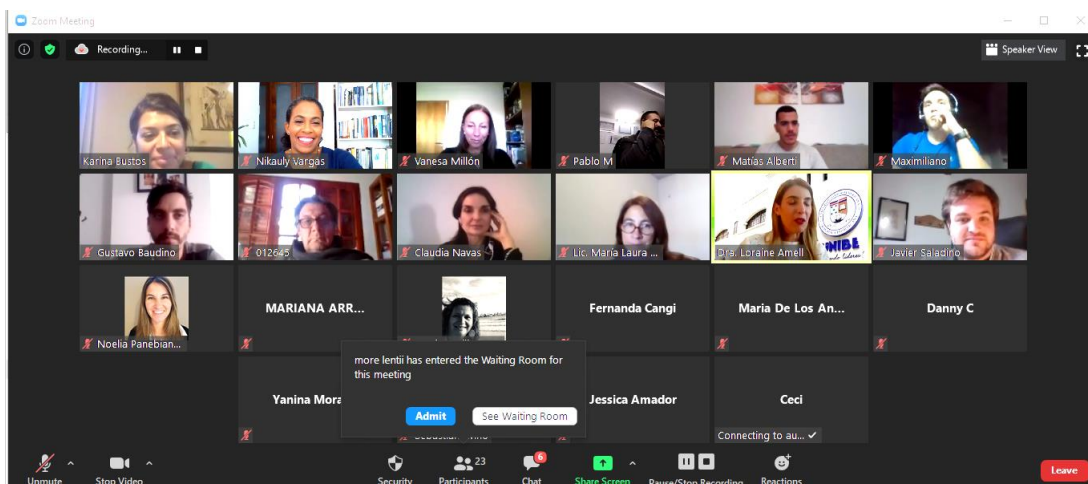 Zoom Meeting
Recording...
Speaker View
Karina Bustos
Nikauly Vargas
Vanesa Millón
Pablo M
Matías Alberti
Maximiliano
Gustavo Baudino
012645
Claudia Navas
Lic. María Laura ...
Dra. Loraine Amell
UNIBE
Javier Saladino
Noelia Panebian...
MARIANA ARR...
Fernanda Cangi
Maria De Los An...
Danny C
more lentii has entered the Waiting Room for
this meeting
Admit
See Waiting Room
Yanina Mora
Jessica Amador
Ceci
Connecting to au...
Unmute
Stop Video
Security
Participants
23
Chat
6
Share Screen
Pause/Stop Recording
Reactions
Leave